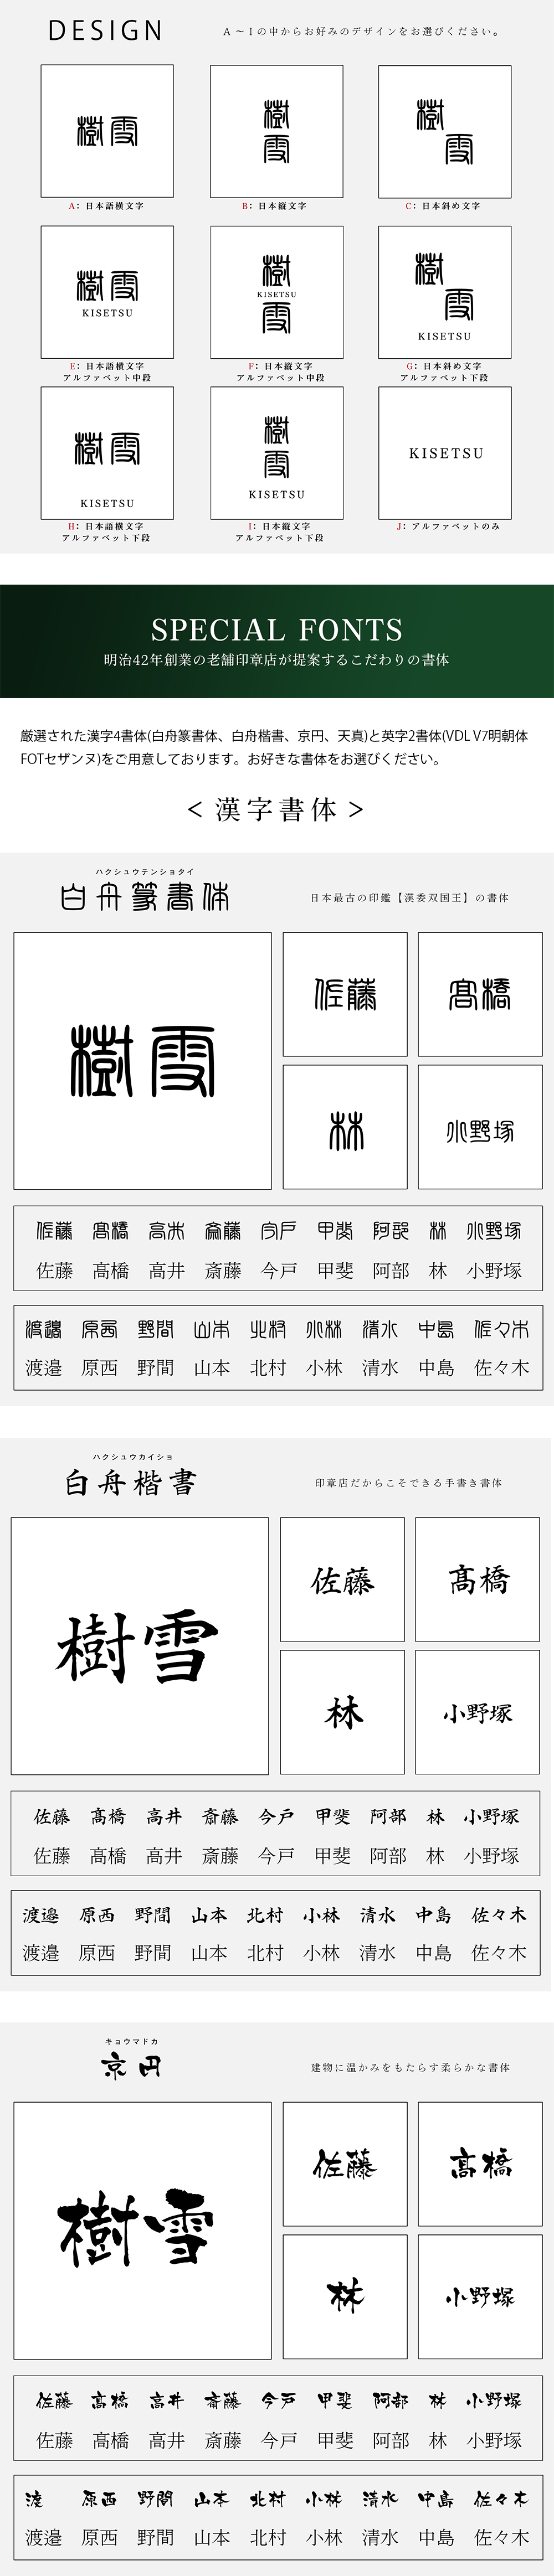 DESIGN
A～Iの中からお好みのデザインをお選びください。
樹雪
樹
雪
樹
雪
A：日本語横文字
B：日本縦文字
C：日本斜め文字
樹雪
KISETSU
樹
KISETSU
雪
樹
雪
KISETSU
E：日本語横文字
アルファベット中段
F：日本縦文字
アルファベット中段
G：日本斜め文字
アルファベット下段
樹雪
KISETSU
樹
雪
KISETSU
KISETSU
H：日本語横文字
アルファベット下段
I：日本縦文字
アルファベット下段
J：アルファベットのみ
SPECIAL FONTS
明治42年創業の老舗印章店が提案するこだわりの書体
厳選された漢字4書体(白舟篆書体、白舟楷書、京円、天真)と英字2書体(VDL V7明朝体
FOTセザンヌ)をご用意しております。お好きな書体をお選びください。
＜漢字書体＞
ハクシュウテンショタイ
白舟篆書体
日本最古の印鑑【漢委双国王】の書体
樹雪
佐藤
髙橋
林
小野塚
佐藤 髙橋 高井 斎藤 今戸 甲斐 阿部 林 小野塚
佐藤 髙橋 高井 斎藤 今戸 甲斐 阿部 林 小野塚
渡邉 原西 野間 山本 北村 小林 清水 中島 佐々木
渡邉 原西 野間 山本 北村 小林 清水 中島 佐々木
ハクシュウカイショ
白舟楷書
印章店だからこそできる手書き書体
樹雪
佐藤
髙橋
林
小野塚
佐藤 髙橋 高井 斎藤 今戸 甲斐 阿部 林 小野塚
佐藤 髙橋 高井 斎藤 今戸 甲斐 阿部 林 小野塚
渡邉 原西 野間 山本 北村 小林 清水 中島 佐々木
渡邉 原西 野間 山本 北村 小林 清水 中島 佐々木
キョウマドカ
京円
建物に温かみをもたらす柔らかな書体
樹雪
佐藤
髙橋
林
小野塚
佐藤 髙橋 高井 斎藤 今戸 甲斐 阿部 林 小野塚
佐藤 髙橋 高井 斎藤 今戸 甲斐 阿部 林 小野塚
渡 原西 野間 山本 北村 小林 清水 中島 佐々木
渡邉 原西 野間 山本 北村 小林 清水 中島 佐々木